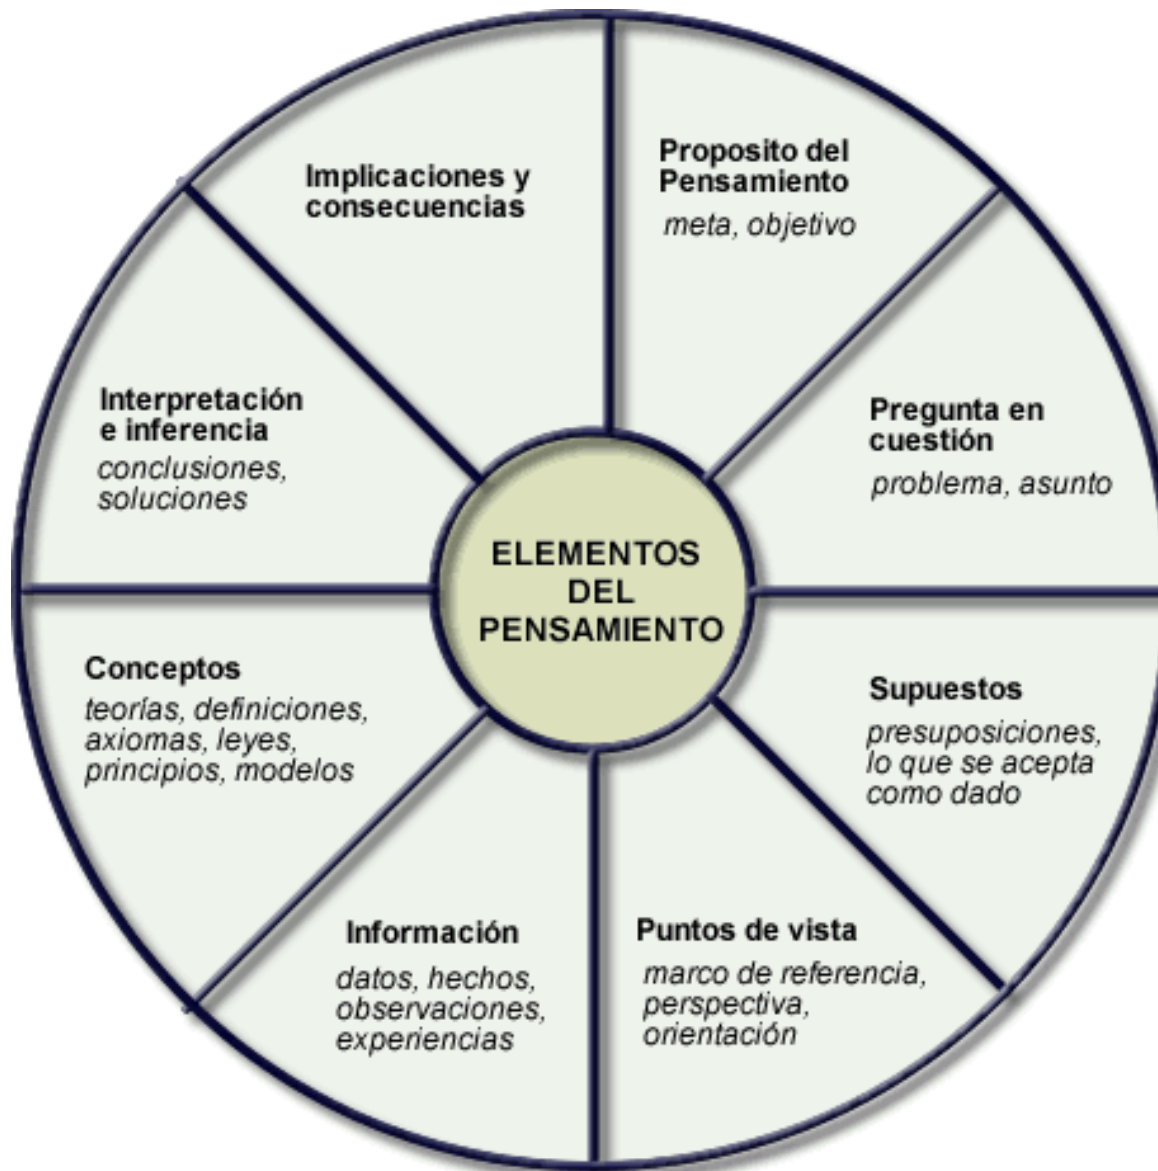 Implicaciones y
consecuencias
Proposito del
Pensamiento
meta, objetivo
Interpretación
e inferencia
conclusiones,
soluciones
Pregunta en
cuestión
problema, asunto
ELEMENTOS
DEL
PENSAMIENTO
Conceptos
teorías, definiciones,
axiomas, leyes,
principios, modelos
Supuestos
presuposiciones,
lo que se acepta
como dado
Información
datos, hechos,
observaciones,
experiencias
Puntos de vista
marco de referencia,
perspectiva,
orientación